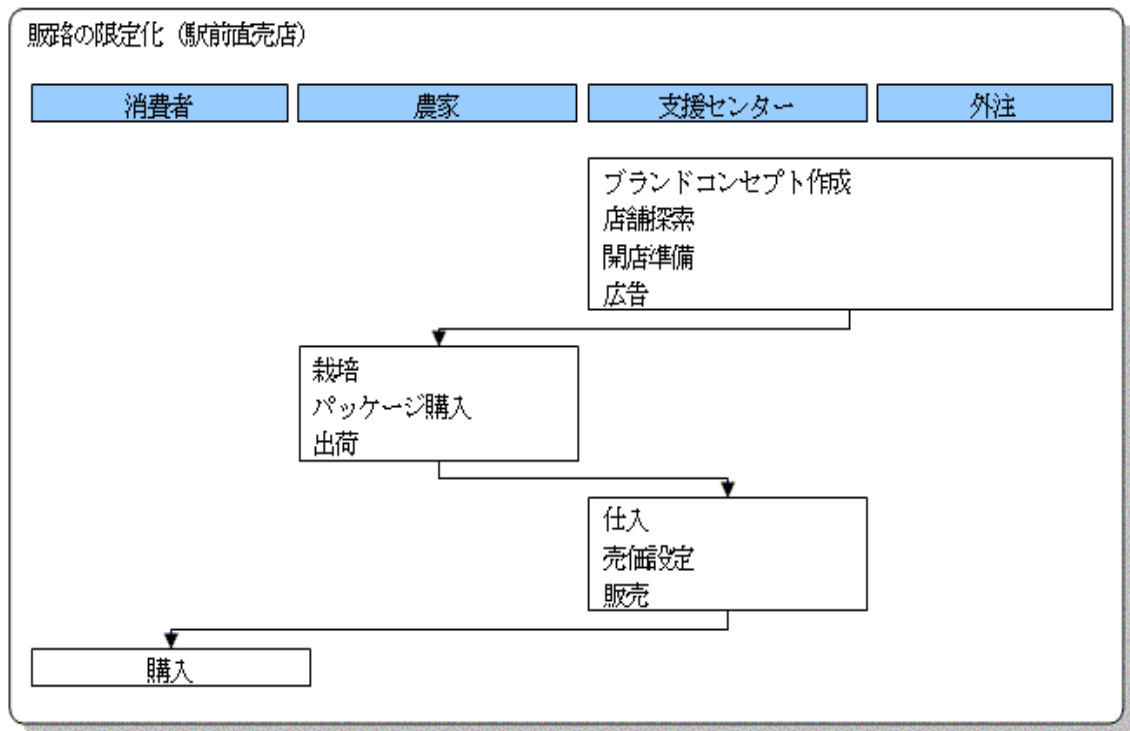 販路の限定化（駅前直売店）
消費者
農家
支援センター
外注
ブランドコンセプト作成
店舗探索
開店準備
広告
栽培
パッケージ購入
出荷
仕入
売価設定
販売
購入